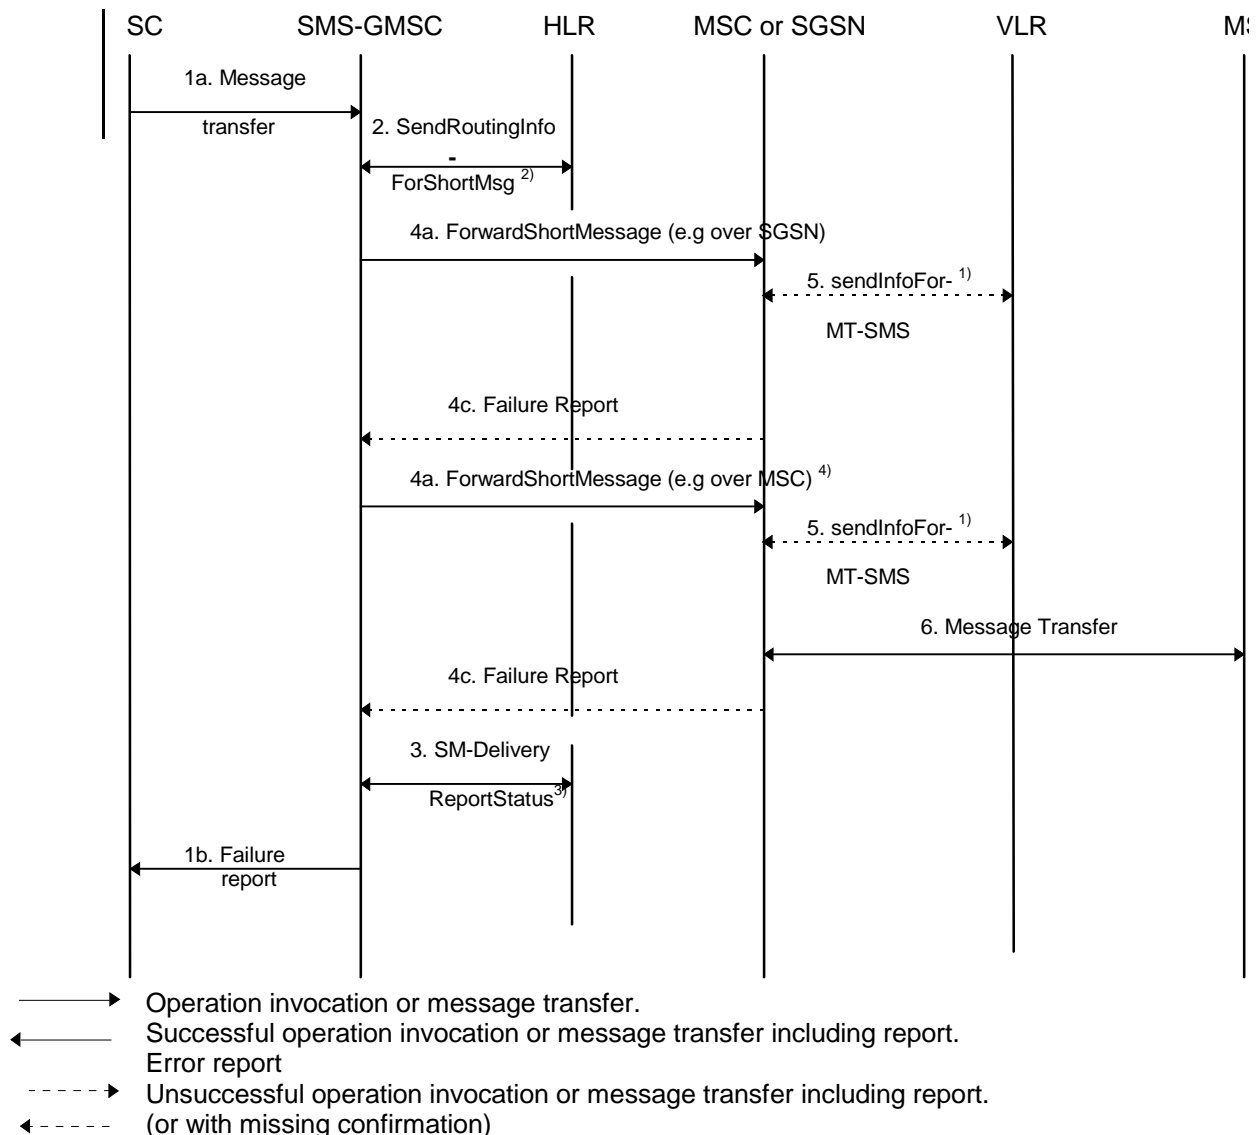 SC SMS-GMSC HLR MSC or SGSN VLR MS
1a. Message
transfer
2. SendRoutingInfo
-
ForShortMsg 2)
4a. ForwardShortMessage (e.g over SGSN)
5. sendInfoFor- 1)
MT-SMS
4c. Failure Report
4a. ForwardShortMessage (e.g over MSC) 4)
5. sendInfoFor- 1)
MT-SMS
6. Message Transfer
4c. Failure Report
3. SM-Delivery
ReportStatus3)
1b. Failure
report
Operation invocation or message transfer.
Successful operation invocation or message transfer including report.
Error report
Unsuccessful operation invocation or message transfer including report.
(or with missing confirmation)